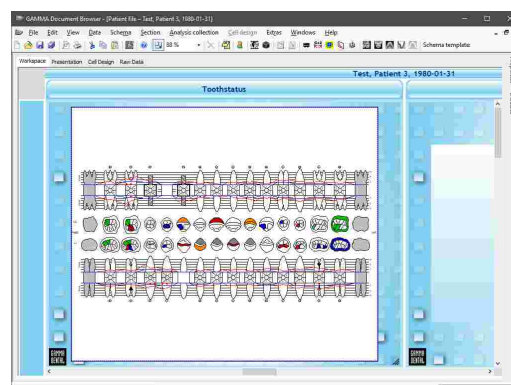 GAMMA Document Browser - [Patient File - Test, Patient 3, 1980-01-31]
File Edit View Data Schema Section Analysis collection Cell design Extras Windows Help
88 % Schema template:
Workspace Presentation Cell Design Raw Data
Test, Patient 3, 1980-01-31
Toothstatus
GAMMA DENTAL
GAMMA DENTAL